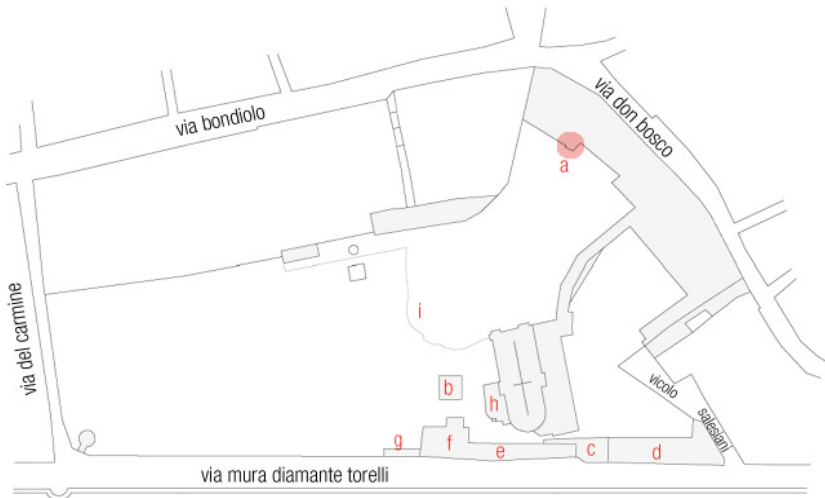 via bondiolo
via don bosco
a
via del carmine
i
b
h
vicolo
salesiani
g
f
e
c
d
via mura diamante torelli